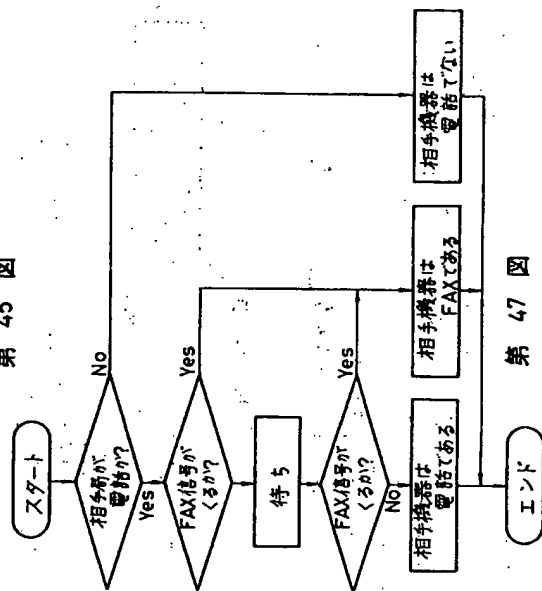 第 45 図
スタート
相手局が
電話か?
No
Yes
FAX信号が
くるか?
Yes
待ち
FAX信号が
くるか?
Yes
No
相手機器は
電話である
相手機器は
FAXである
相手機器は
電話でない
エンド
第 47 図